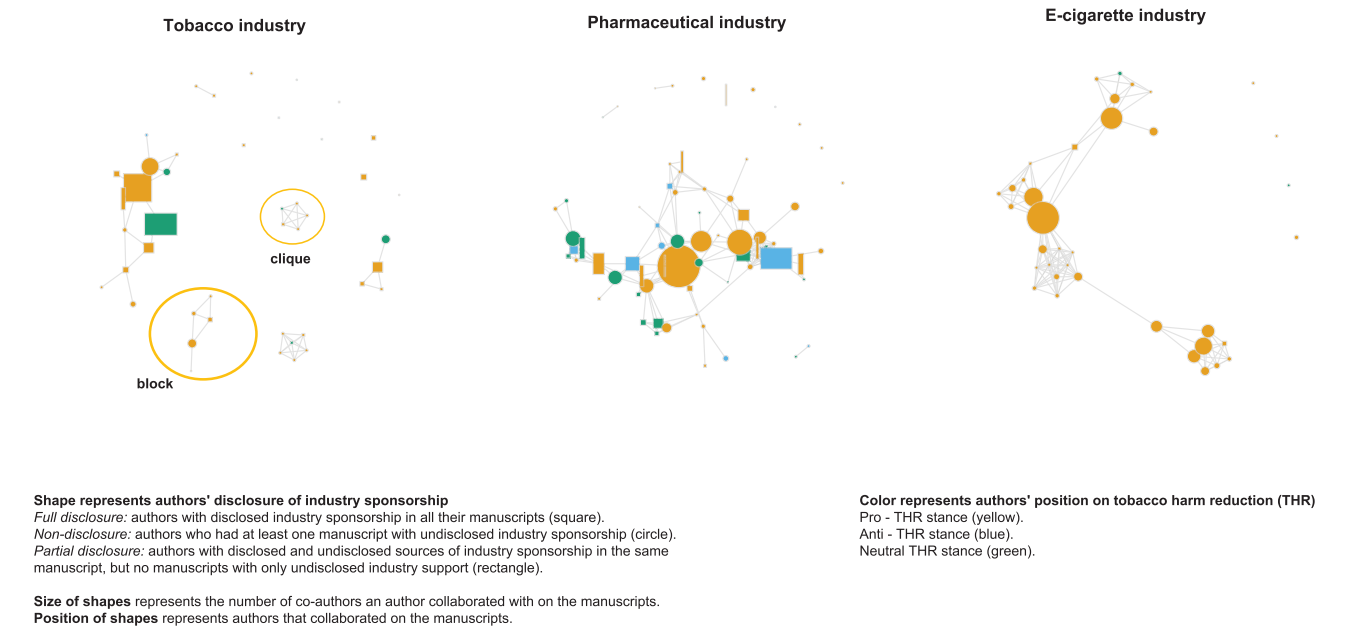 Tobacco industry
Pharmaceutical industry
E-cigarette industry
clique
block
Shape represents authors' disclosure of industry sponsorship
Full disclosure: authors with disclosed industry sponsorship in all their manuscripts (square).
Non-disclosure: authors who had at least one manuscript with undisclosed industry sponsorship (circle).
Partial disclosure: authors with disclosed and undisclosed sources of industry sponsorship in the same
manuscript, but no manuscripts with only undisclosed industry support (rectangle).
Size of shapes represents the number of co-authors an author collaborated with on the manuscripts.
Position of shapes represents authors that collaborated on the manuscripts.
Color represents authors' position on tobacco harm reduction (THR)
Pro - THR stance (yellow).
Anti - THR stance (blue).
Neutral THR stance (green).